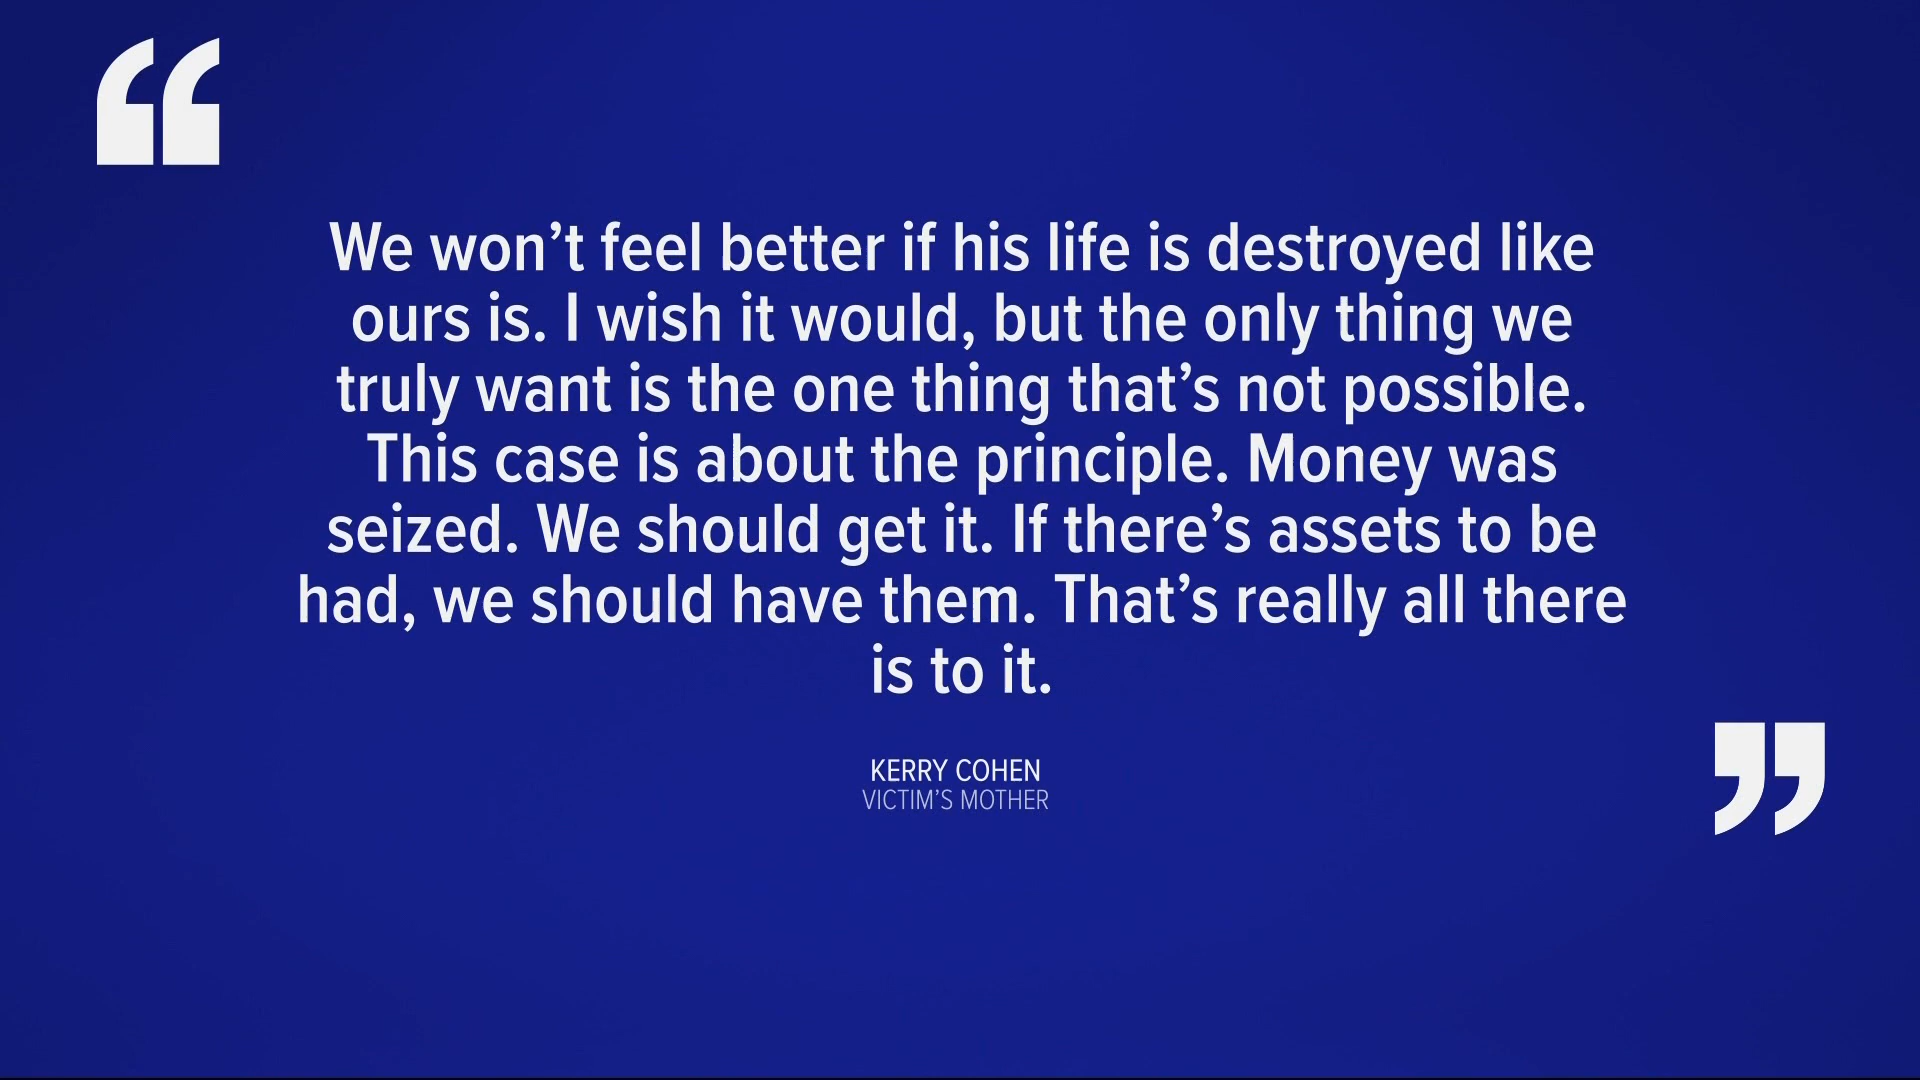 “
We won’t feel better if his life is destroyed like
ours is. I wish it would, but the only thing we
truly want is the one thing that’s not possible.
This case is about the principle. Money was
seized. We should get it. If there’s assets to be
had, we should have them. That’s really all there
is to it.
”
KERRY COHEN
VICTIM’S MOTHER